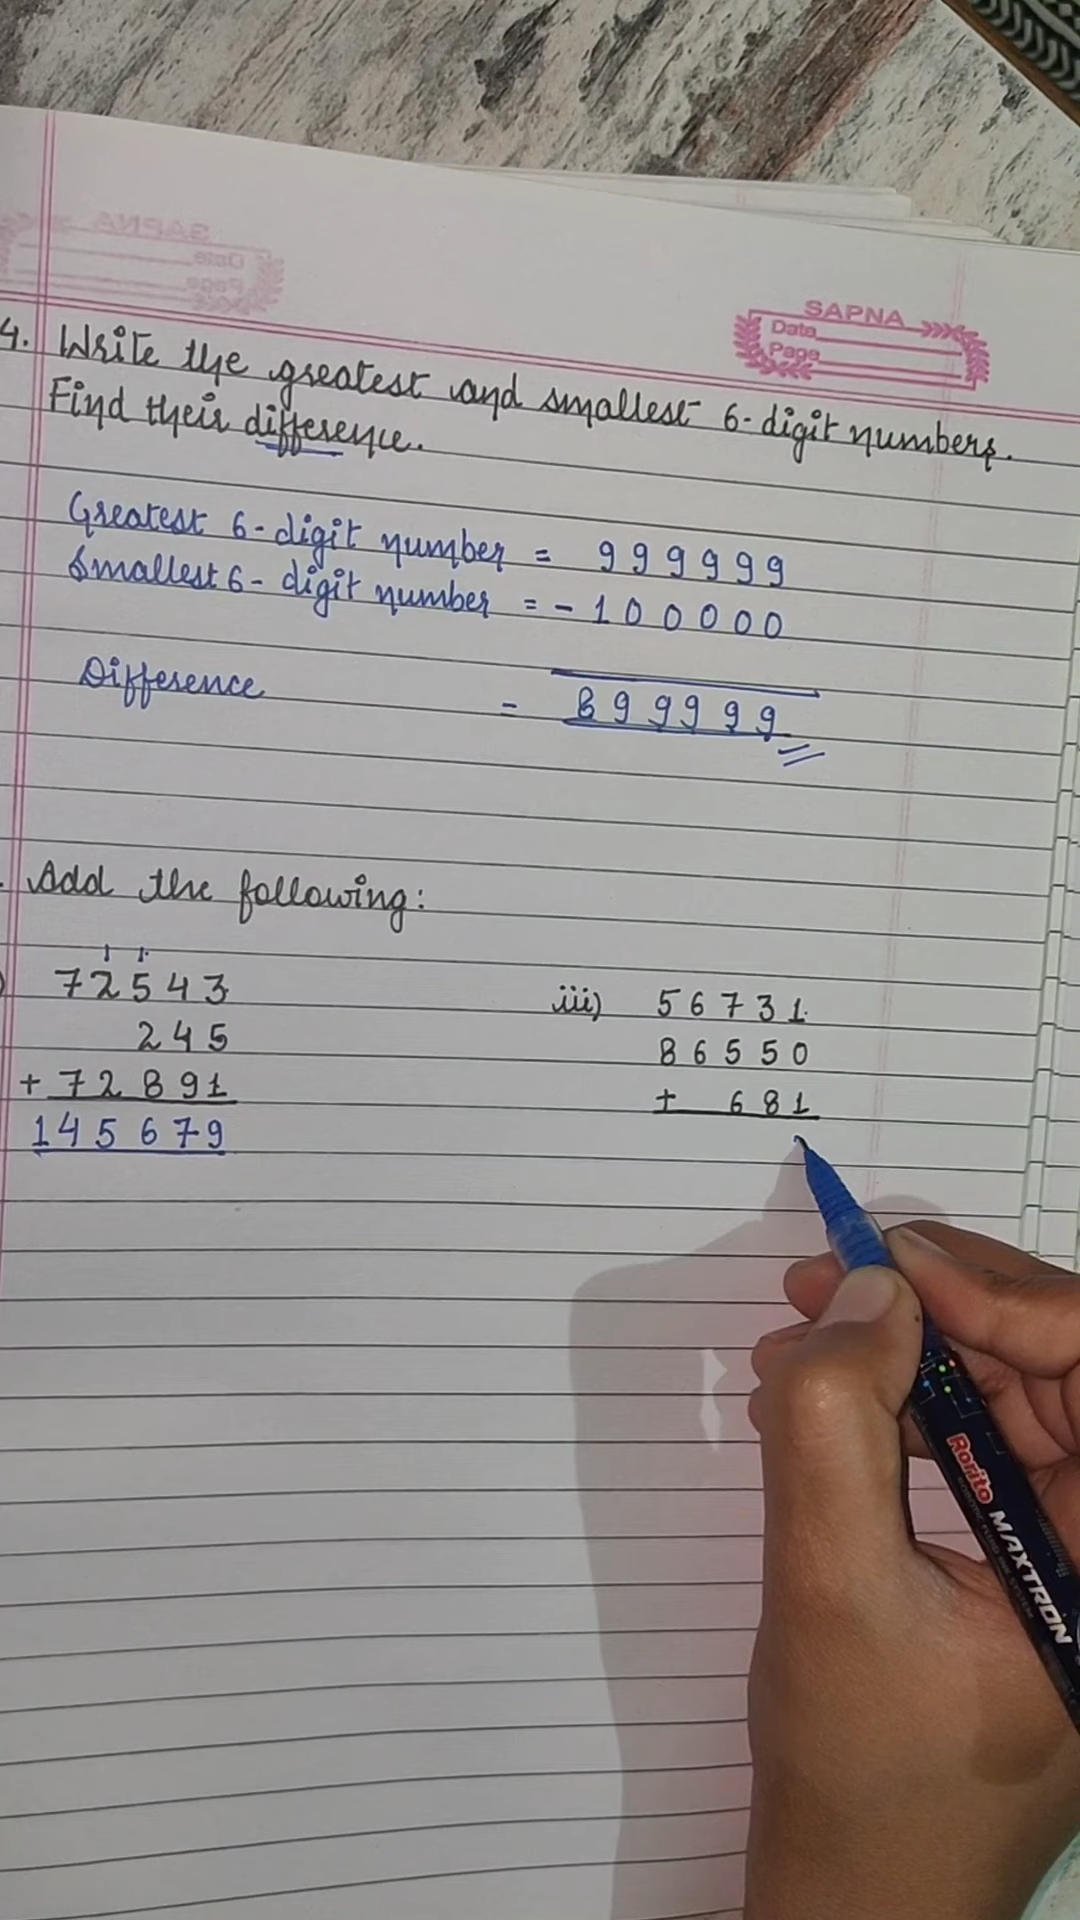 SAPNA
Date
Page
4. Write the greatest and smallest 6-digit numbers.
Find their difference.
Greatest 6-digit number = 999999
Smallest 6-digit number = -100000
Difference = 899999
Add the following:
1 1
72543
245
+ 72891
145679
iii) 56731
86550
+ 681
Rorito MAXTRON